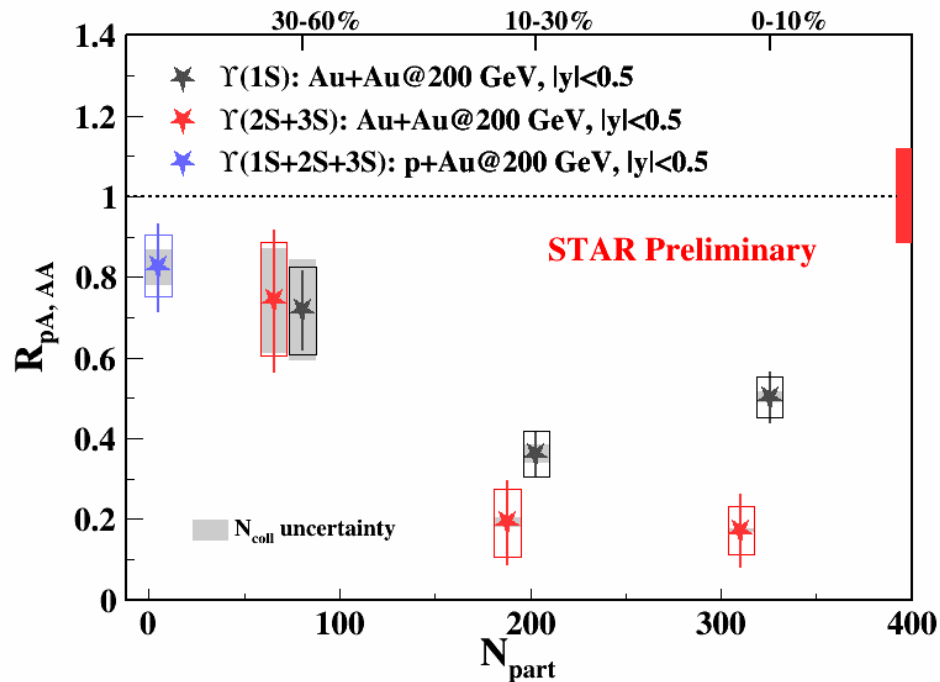 30-60% 10-30% 0-10%
1.4
ϒ(1S): Au+Au@200 GeV, |y|<0.5
1.2
ϒ(2S+3S): Au+Au@200 GeV, |y|<0.5
ϒ(1S+2S+3S): p+Au@200 GeV, |y|<0.5
1
STAR Preliminary
0.8
R_pA, AA
0.6
0.4
0.2
N_coll uncertainty
0
0 100 200 300 400
N_part